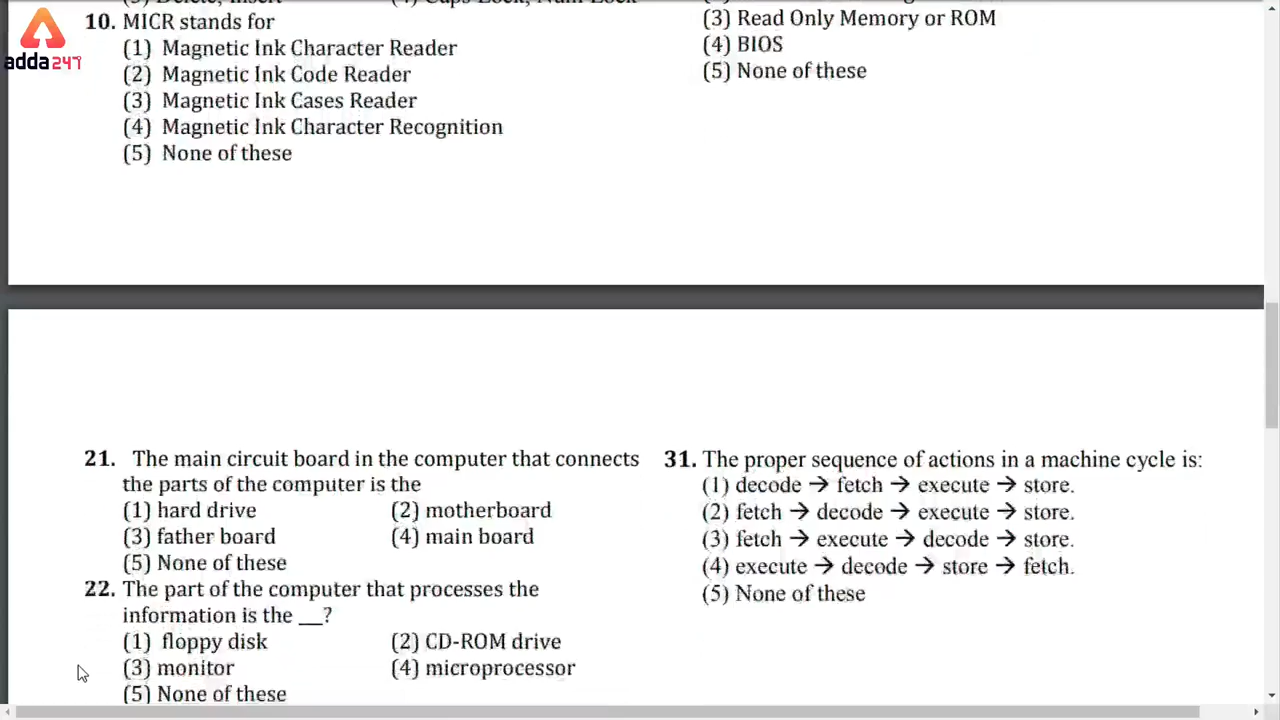 adda247
10. MICR stands for
(1) Magnetic Ink Character Reader
(2) Magnetic Ink Code Reader
(3) Magnetic Ink Cases Reader
(4) Magnetic Ink Character Recognition
(5) None of these
(3) Read Only Memory or ROM
(4) BIOS
(5) None of these
21. The main circuit board in the computer that connects
the parts of the computer is the
(1) hard drive (2) motherboard
(3) father board (4) main board
(5) None of these
22. The part of the computer that processes the
information is the __?
(1) floppy disk (2) CD-ROM drive
(3) monitor (4) microprocessor
(5) None of these
31. The proper sequence of actions in a machine cycle is:
(1) decode → fetch → execute → store.
(2) fetch → decode → execute → store.
(3) fetch → execute → decode → store.
(4) execute → decode → store → fetch.
(5) None of these